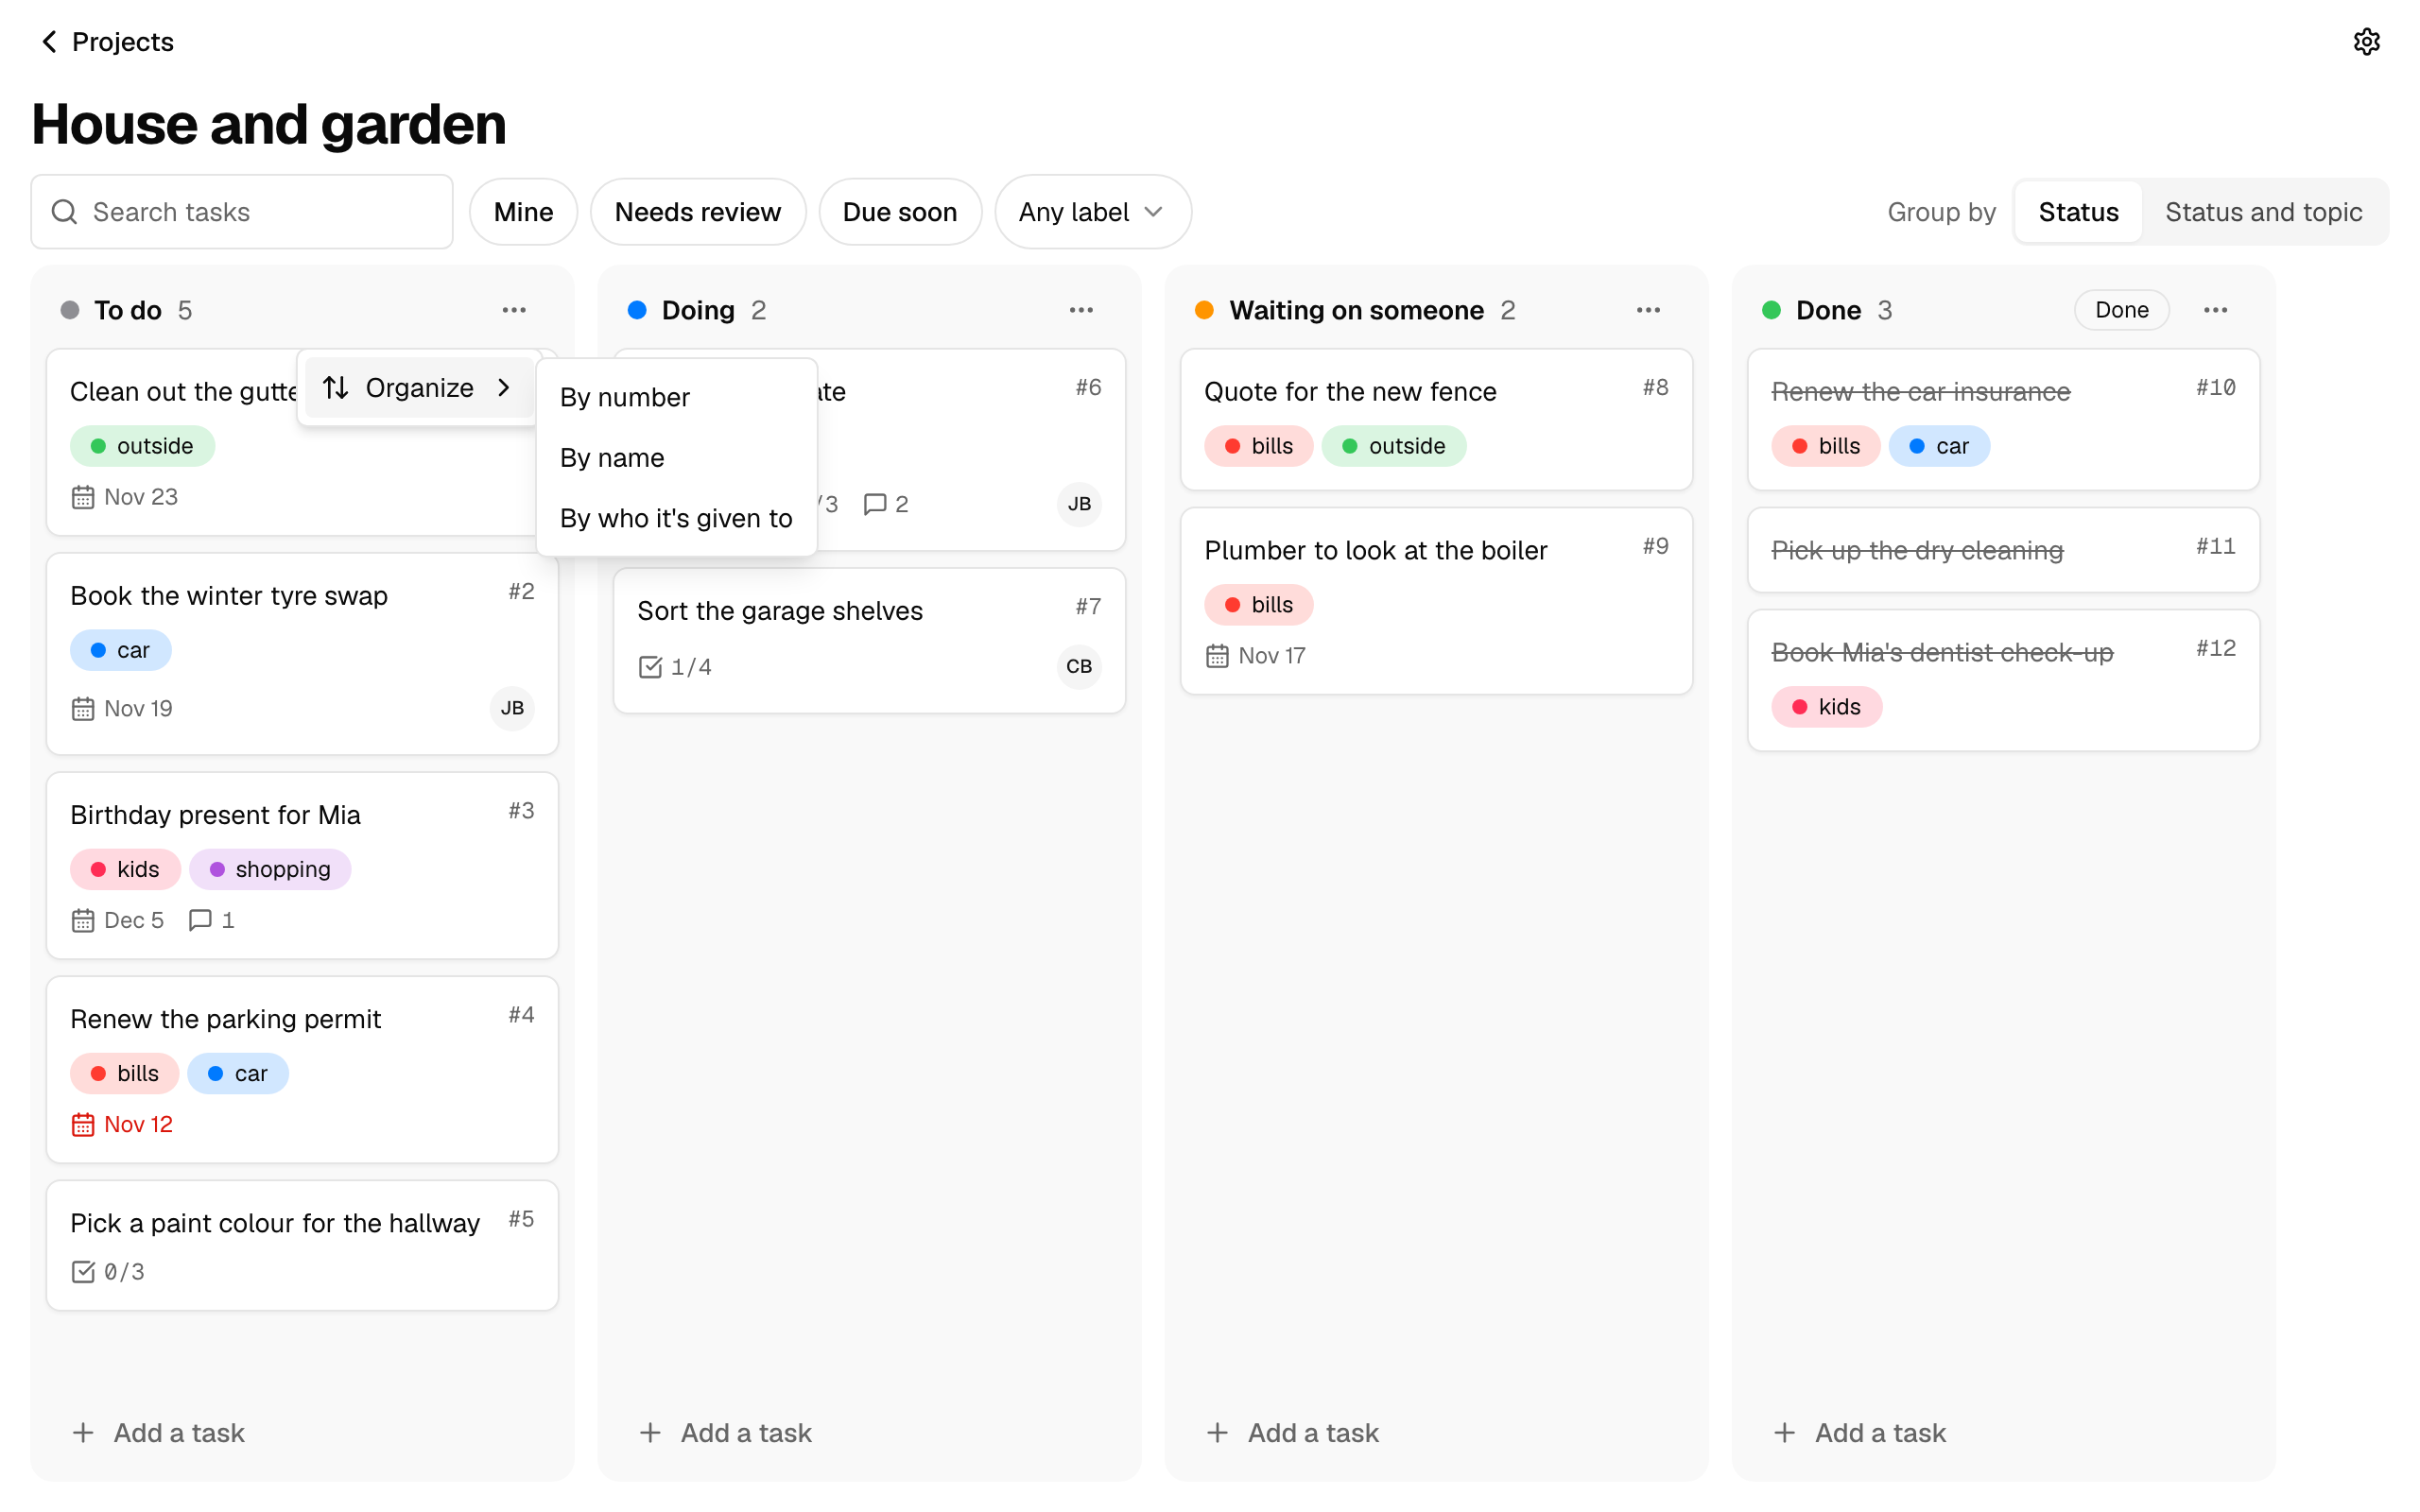 Projects
House and garden
Search tasks
Mine
Needs review
Due soon
Any label
Group by
Status
Status and topic
To do 5
Organize
By number
By name
By who it's given to
Clean out the
outside
Nov 23
Book the winter tyre swap #2
car
Nov 19 JB
Birthday present for Mia #3
kids shopping
Dec 5 1
Renew the parking permit #4
bills car
Nov 12
Pick a paint colour for the hallway #5
0/3
Add a task
Doing 2
#6
/3 2 JB
Sort the garage shelves #7
1/4 CB
Add a task
Waiting on someone 2
Quote for the new fence #8
bills outside
Plumber to look at the boiler #9
bills
Nov 17
Add a task
Done 3 Done
Renew the car insurance #10
bills car
Pick up the dry cleaning #11
Book Mia's dentist check-up #12
kids
Add a task